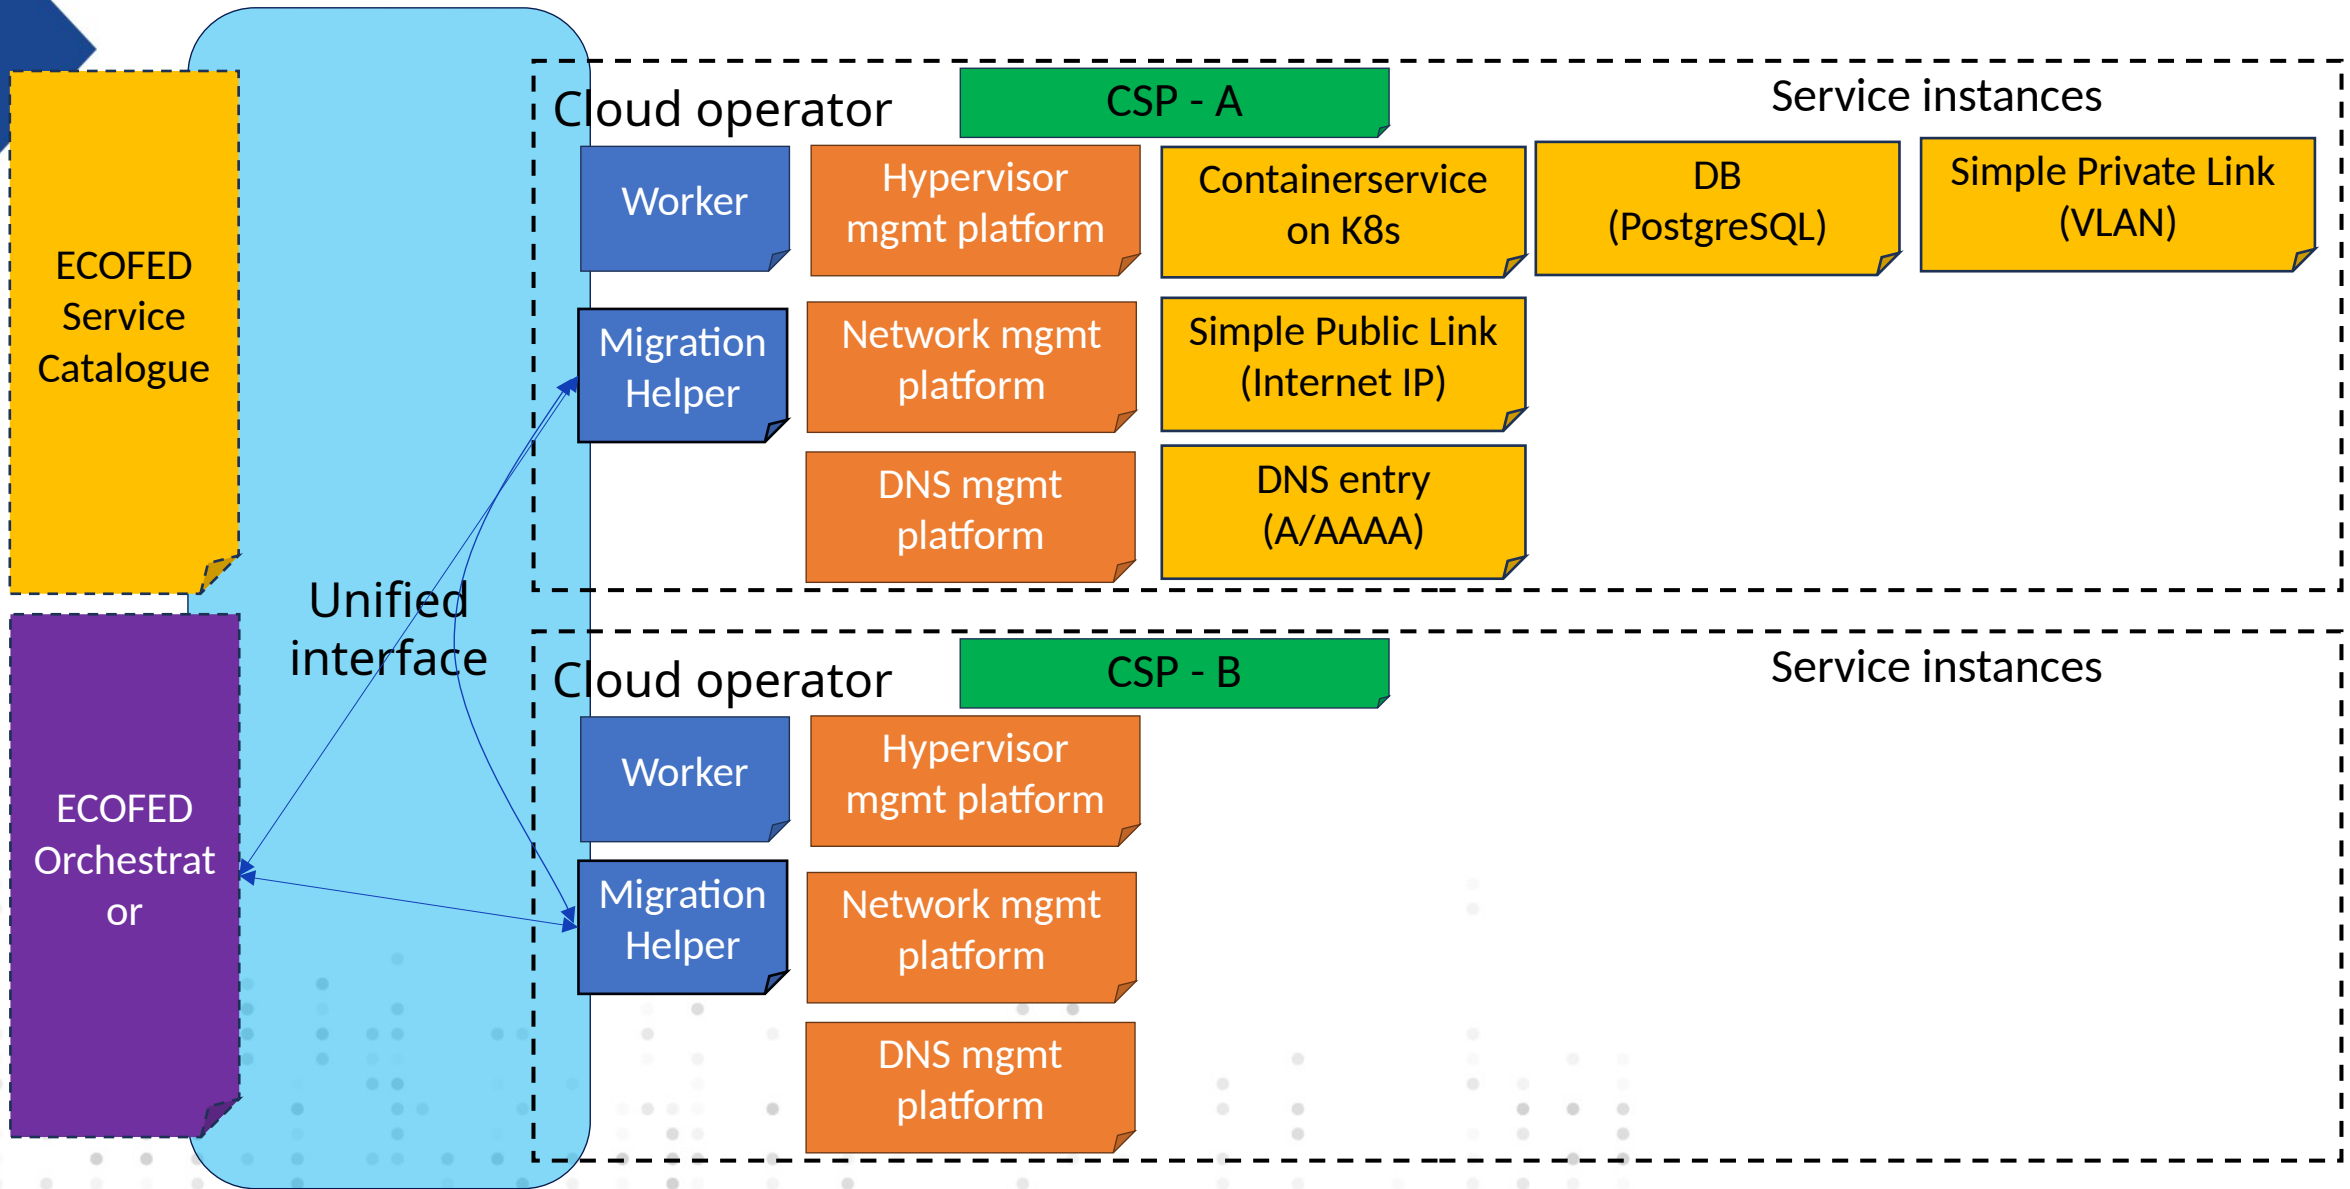 ECOFED
Service
Catalogue
ECOFED
Orchestrat
or
Unified
interface
Cloud operator
CSP - A
Service instances
Worker
Hypervisor
mgmt platform
Containerservice
on K8s
DB
(PostgreSQL)
Simple Private Link
(VLAN)
Migration
Helper
Network mgmt
platform
Simple Public Link
(Internet IP)
DNS mgmt
platform
DNS entry
(A/AAAA)
Cloud operator
CSP - B
Service instances
Worker
Hypervisor
mgmt platform
Migration
Helper
Network mgmt
platform
DNS mgmt
platform